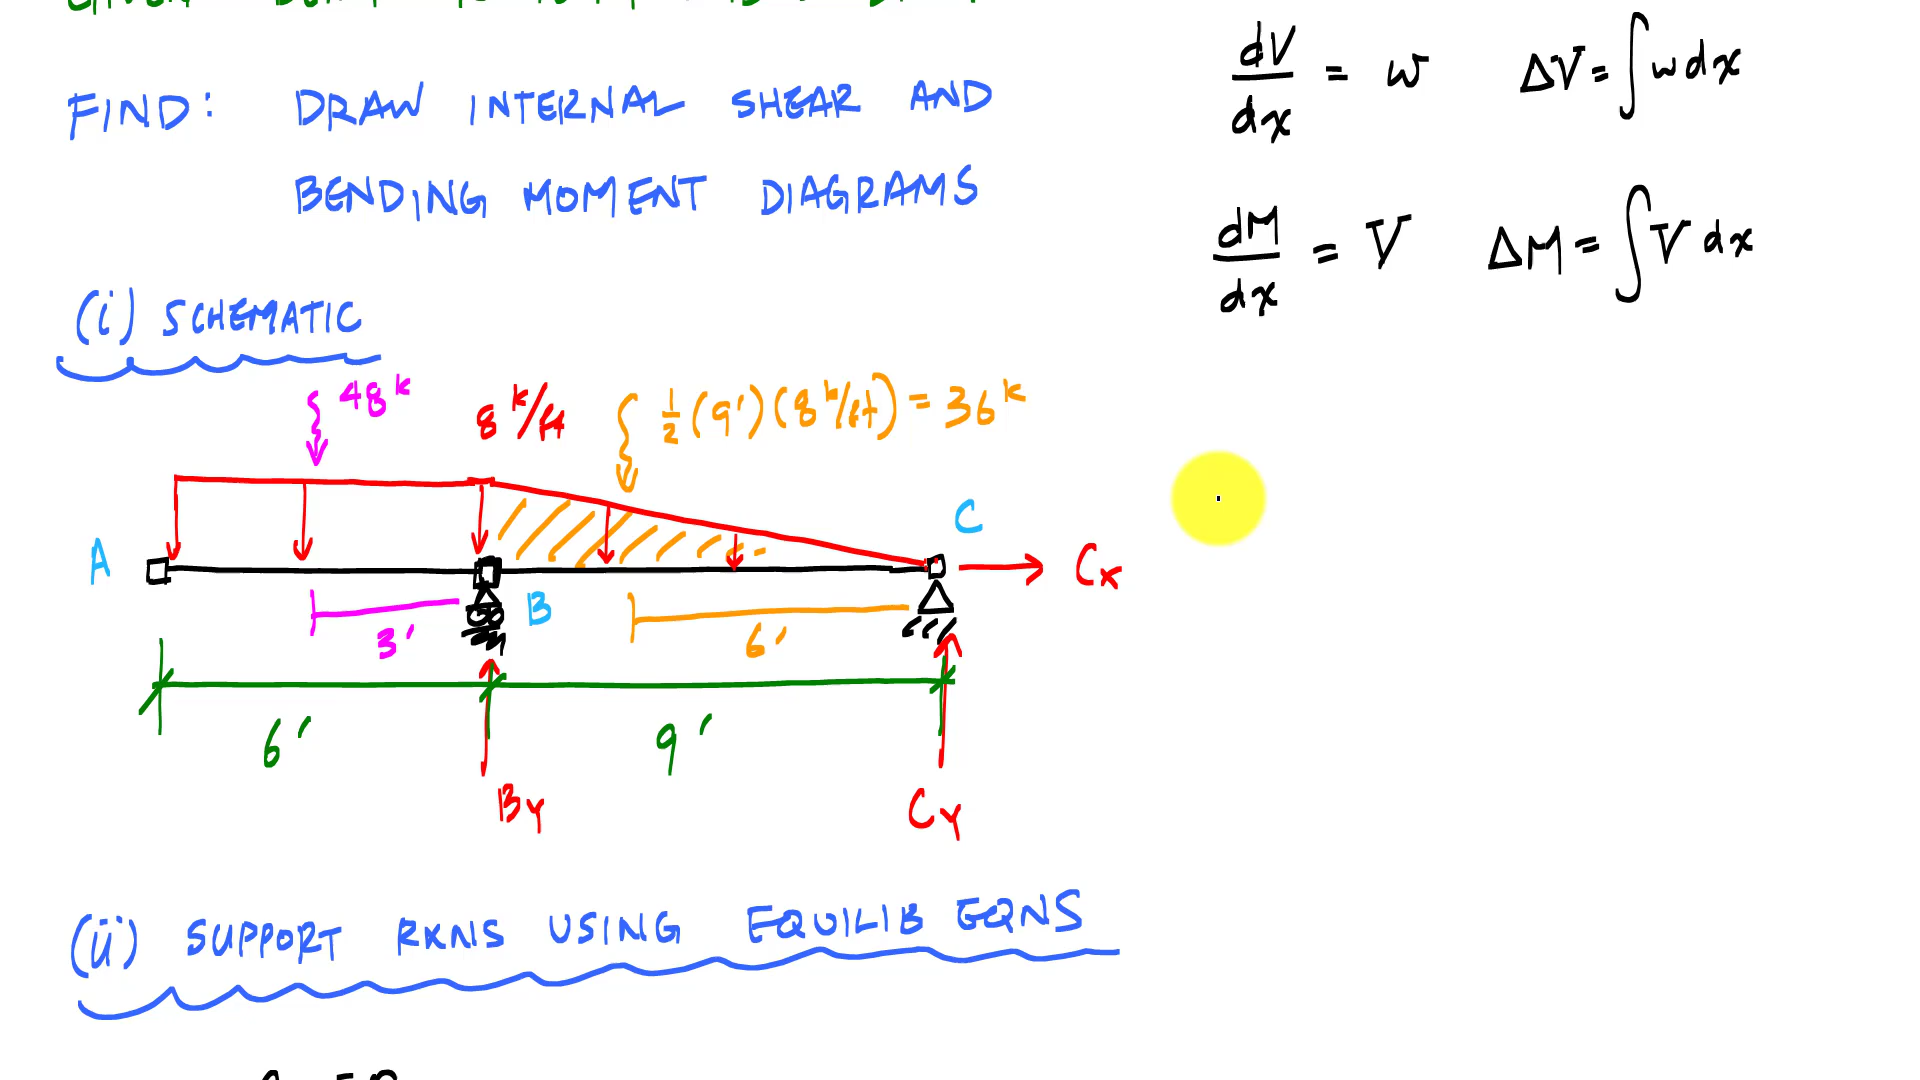 FIND: DRAW INTERNAL SHEAR AND
BENDING MOMENT DIAGRAMS
dV/dx = w ΔV = ∫w dx
dM/dx = V ΔM = ∫V dx
(i) SCHEMATIC
48k 8 k/ft ½(9')(8 k/ft) = 36k
A B C Cx
3' 6'
6' 9'
By Cy
(ii) SUPPORT RXNS USING EQUILIB EQNS